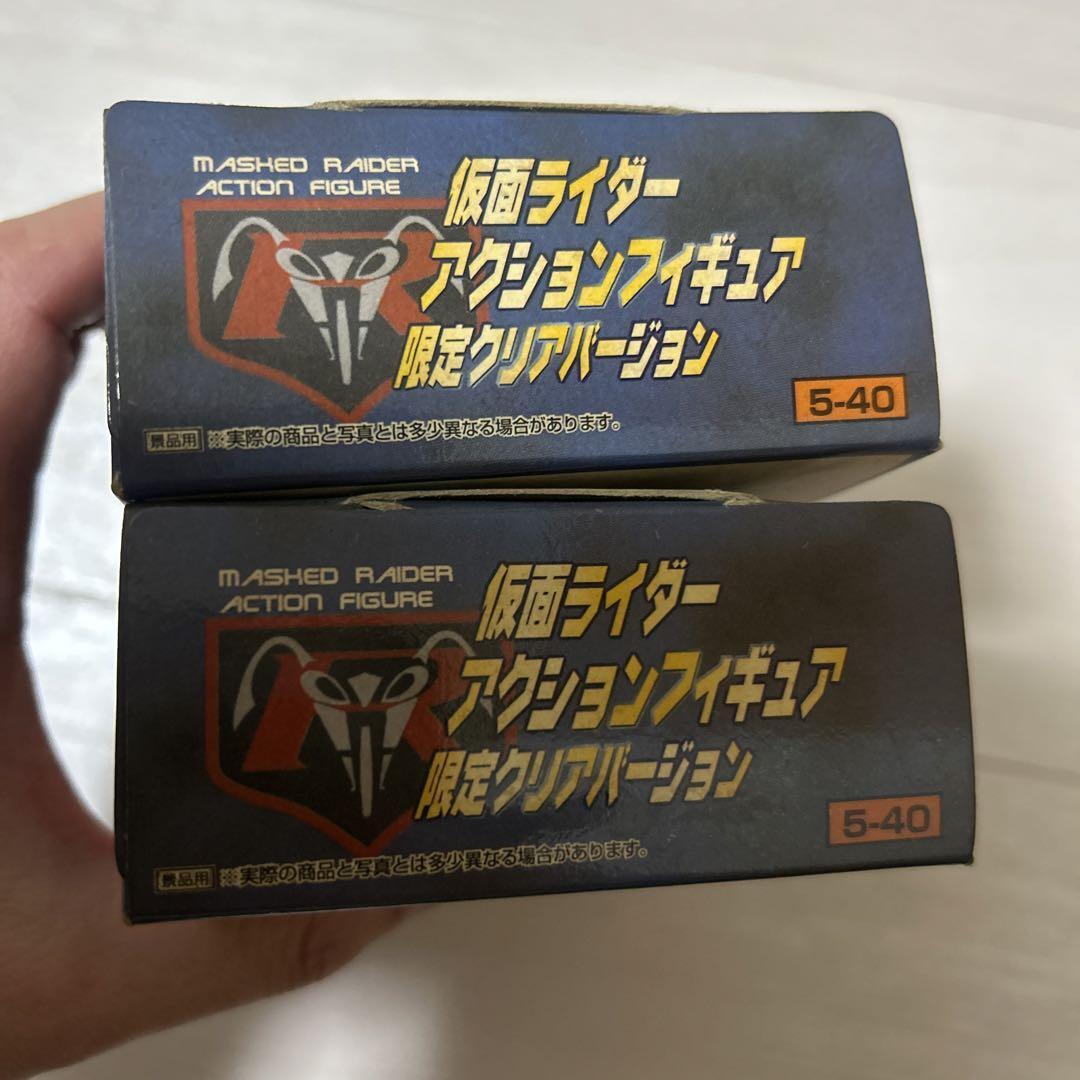 MASKED RAIDER
ACTION FIGURE
仮面ライダー
アクションフィギュア
限定クリアバージョン
5-40
景品用 ※実際の商品と写真とは多少異なる場合があります。
MASKED RAIDER
ACTION FIGURE
仮面ライダー
アクションフィギュア
限定クリアバージョン
5-40
景品用 ※実際の商品と写真とは多少異なる場合があります。